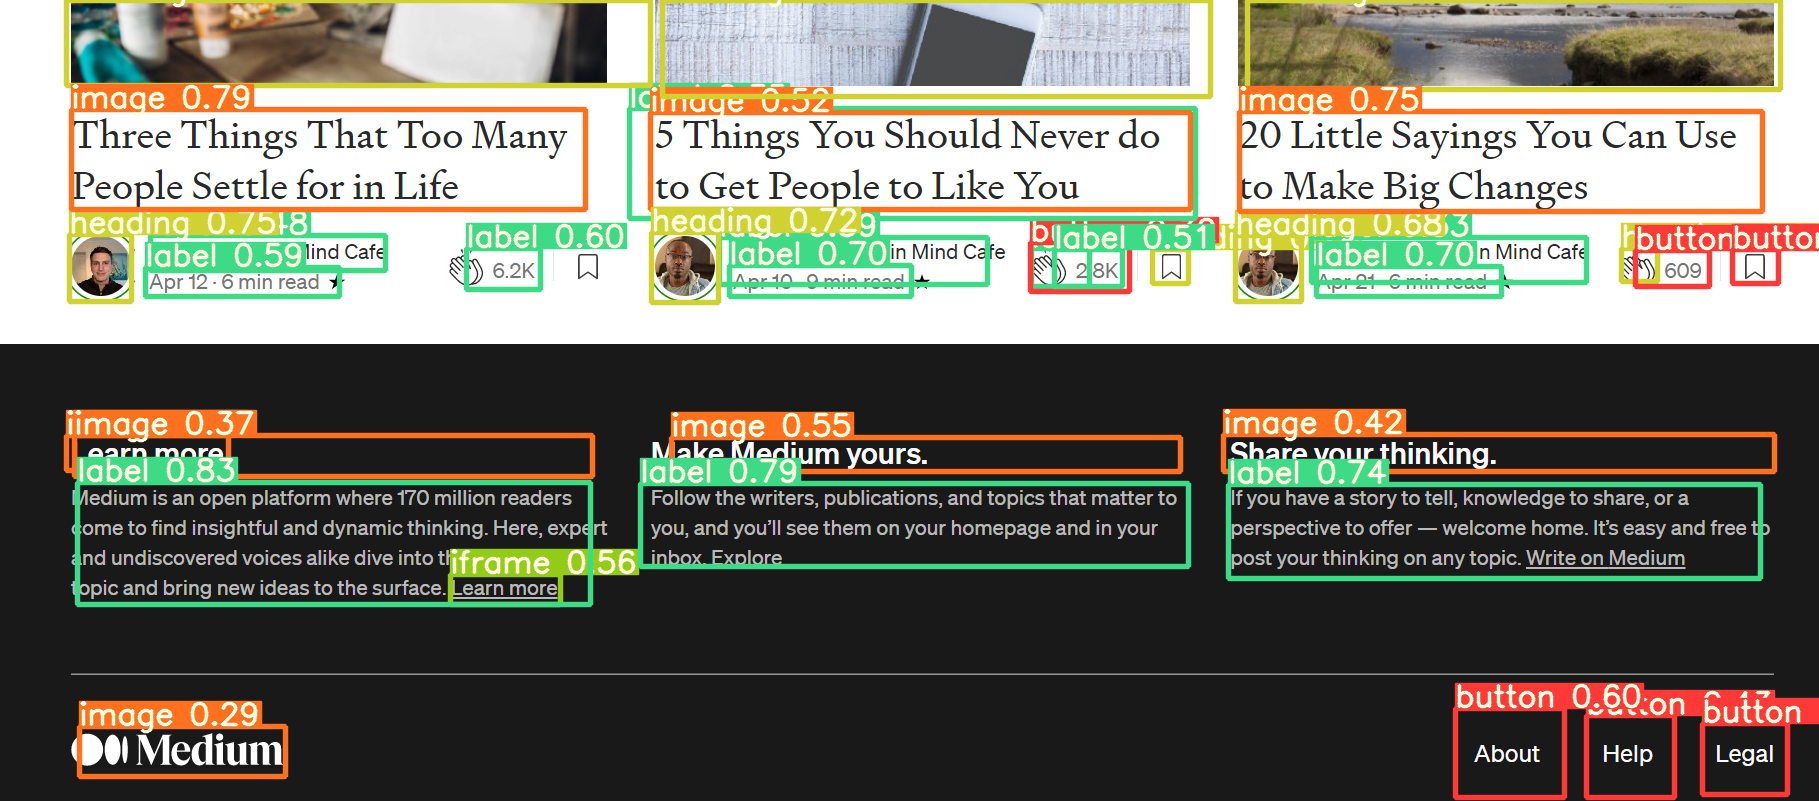 image 0.79
image 0.52
image 0.75
Three Things That Too Many
People Settle for in Life
5 Things You Should Never do
to Get People to Like You
20 Little Sayings You Can Use
to Make Big Changes
heading 0.75
label 0.60
heading 0.72
label 0.51
heading 0.68
button
button
label 0.59
Mind Cafe
6.2K
Apr 12 · 6 min read
label 0.70
in Mind Cafe
2.8K
Apr 10 · 9 min read
label 0.70
in Mind Cafe
609
Apr 21 · 6 min read
image 0.37
Learn more.
label 0.83
Medium is an open platform where 170 million readers
come to find insightful and dynamic thinking. Here, expert
and undiscovered voices alike dive into
iframe 0.56
topic and bring new ideas to the surface. Learn more
image 0.55
Make Medium yours.
label 0.79
Follow the writers, publications, and topics that matter to
you, and you’ll see them on your homepage and in your
inbox. Explore
image 0.42
Share your thinking.
label 0.74
If you have a story to tell, knowledge to share, or a
perspective to offer — welcome home. It’s easy and free to
post your thinking on any topic. Write on Medium
image 0.29
Medium
button 0.60
button
button
About
Help
Legal